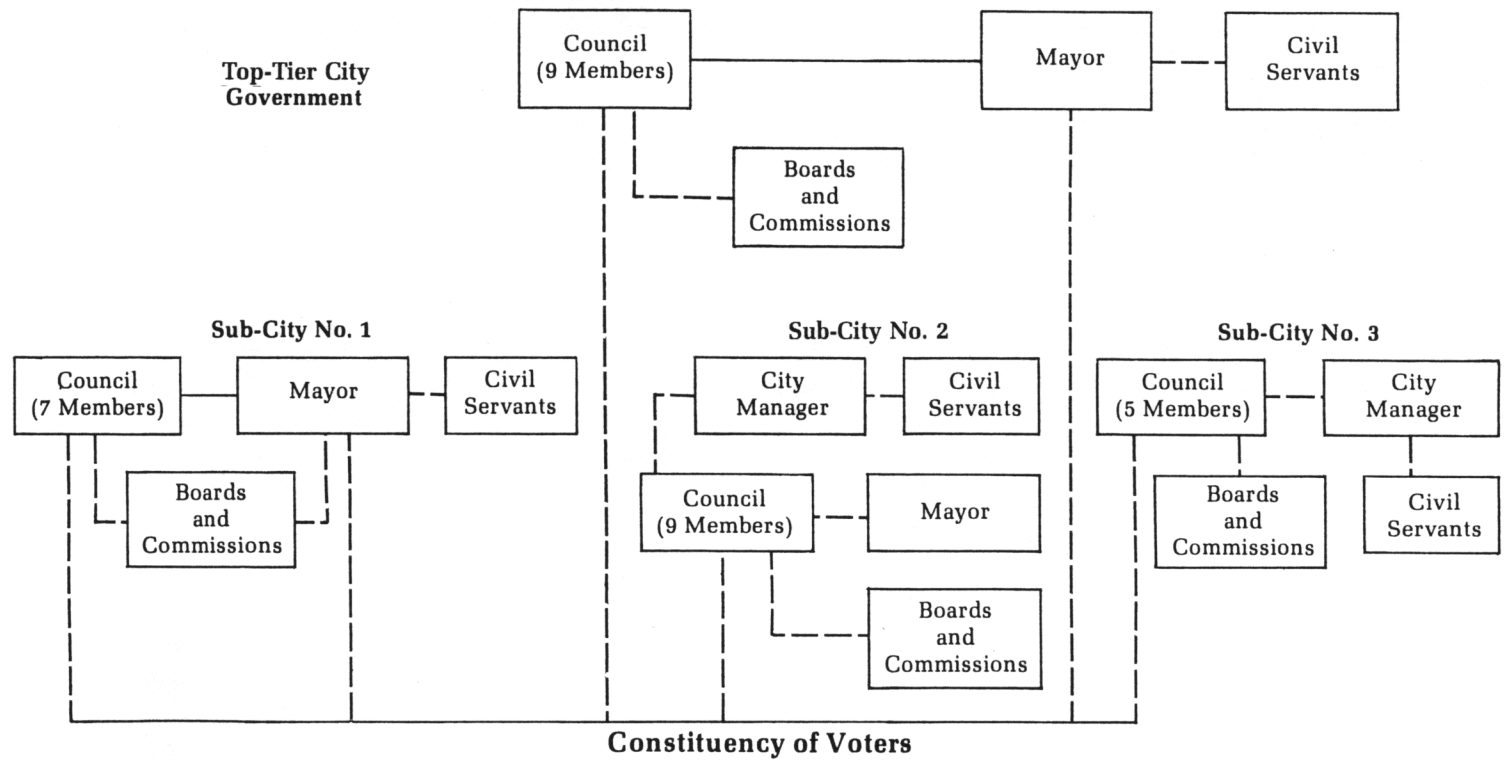 Top-Tier City
Government
Council
(9 Members)
Mayor
Civil
Servants
Boards
and
Commissions
Sub-City No. 1
Council
(7 Members)
Mayor
Civil
Servants
Boards
and
Commissions
Sub-City No. 2
City
Manager
Civil
Servants
Council
(9 Members)
Mayor
Boards
and
Commissions
Sub-City No. 3
Council
(5 Members)
City
Manager
Boards
and
Commissions
Civil
Servants
Constituency of Voters